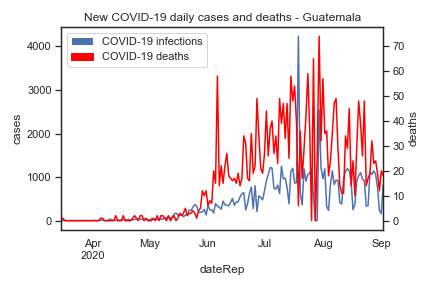 New COVID-19 daily cases and deaths - Guatemala
COVID-19 infections
COVID-19 deaths
cases
4000
3000
2000
1000
0
deaths
70
60
50
40
30
20
10
0
Apr
2020
May
Jun
Jul
Aug
Sep
dateRep